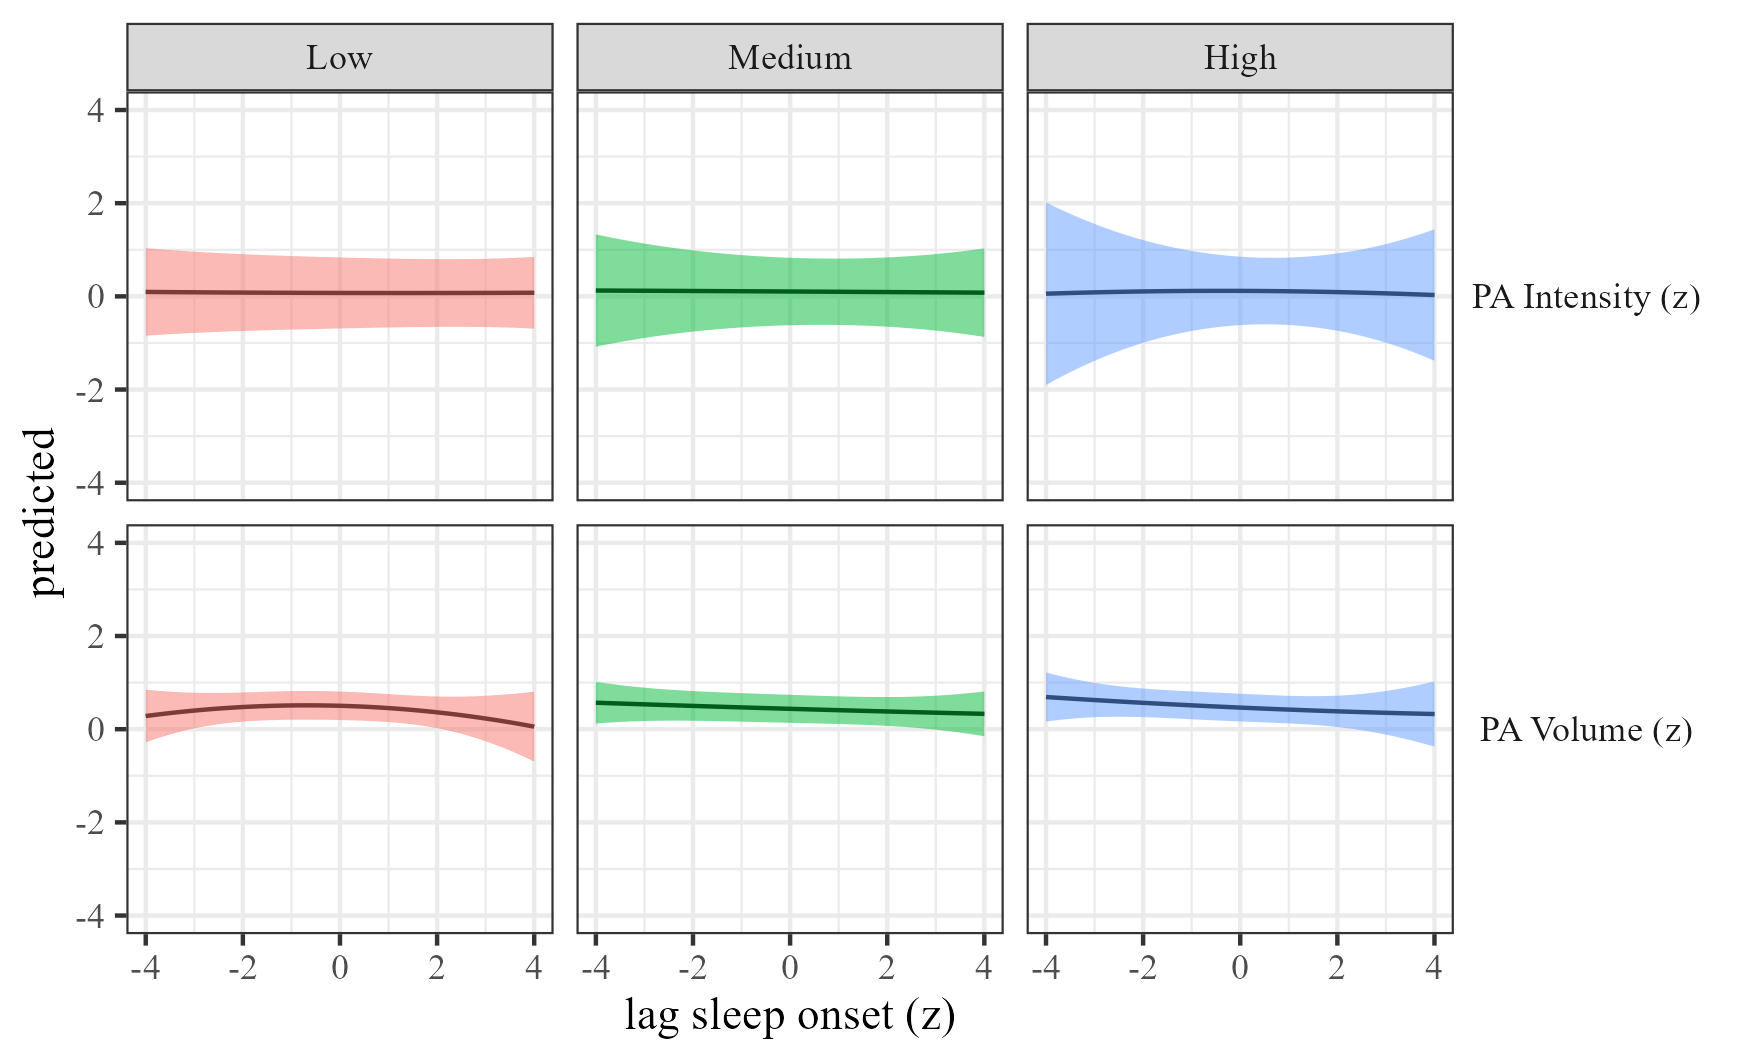 Low
Medium
High
4
2
0
-2
-4
PA Intensity (z)
predicted
4
2
0
-2
-4
PA Volume (z)
-4 -2 0 2 4
-4 -2 0 2 4
-4 -2 0 2 4
lag sleep onset (z)